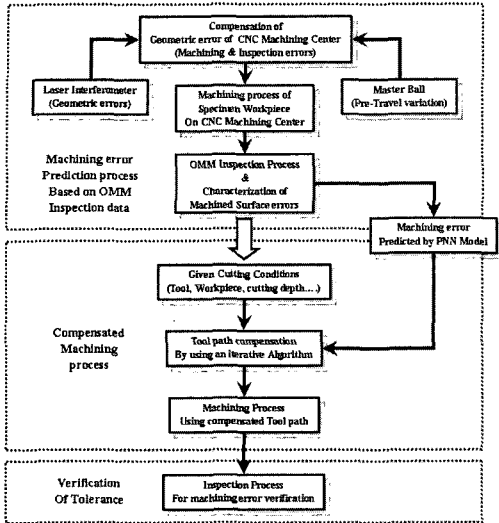 Compensation of
Geometric error of CNC Machining Center
(Machining & Inspection errors)
Laser Interferometer
(Geometric errors)
Machining process of
Specimen Workpiece
On CNC Machining Center
Master Ball
(Pre-Travel variation)
Machining error
Prediction process
Based on OMM
Inspection data
OMM Inspection Process
&
Characterization of
Machined Surface errors
Machining error
Predicted by PNN Model
Given Cutting Conditions
(Tool, Workpiece, cutting depth....)
Compensated
Machining
process
Tool path compensation
By using an iterative Algorithm
Machining Process
Using compensated Tool path
Verification
Of Tolerance
Inspection Process
For machining error verification